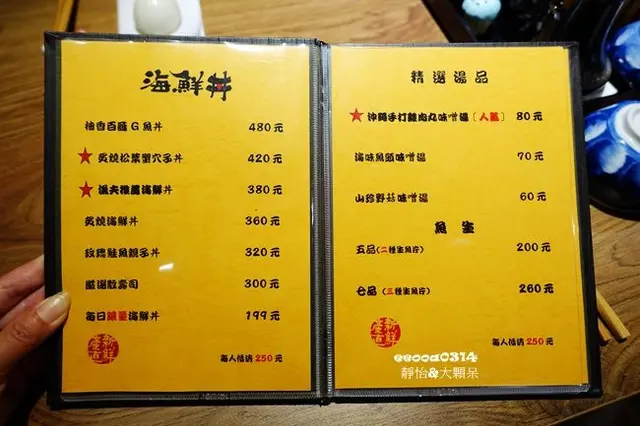 海鮮丼
柚香百匯G魚丼 480元
★炙燒松葉蟹穴子丼 420元
★漁夫推薦海鮮丼 380元
炙燒海鮮丼 360元
玫瑰鮭魚親子丼 320元
嚴選散壽司 300元
每日限量海鮮丼 199元
每人低消250元
精選湯品
★沖繩手打雞肉丸味噌湯[人氣] 80元
海味魚頭味噌湯 70元
山珍野菇味噌湯 60元
魚生
五品(二種生魚片) 200元
七品(三種生魚片) 260元
每人低消250元
eeooa0314
靜怡&大顆呆